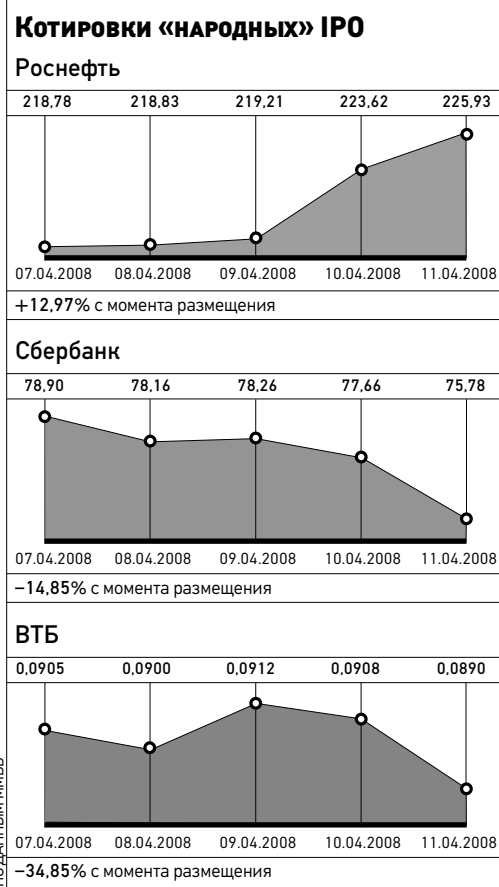 Котировки «народных» IPO
Роснефть
218,78 218,83 219,21 223,62 225,93
07.04.2008 08.04.2008 09.04.2008 10.04.2008 11.04.2008
+12,97% с момента размещения
Сбербанк
78,90 78,16 78,26 77,66 75,78
07.04.2008 08.04.2008 09.04.2008 10.04.2008 11.04.2008
–14,85% с момента размещения
ВТБ
0,0905 0,0900 0,0912 0,0908 0,0890
07.04.2008 08.04.2008 09.04.2008 10.04.2008 11.04.2008
–34,85% с момента размещения